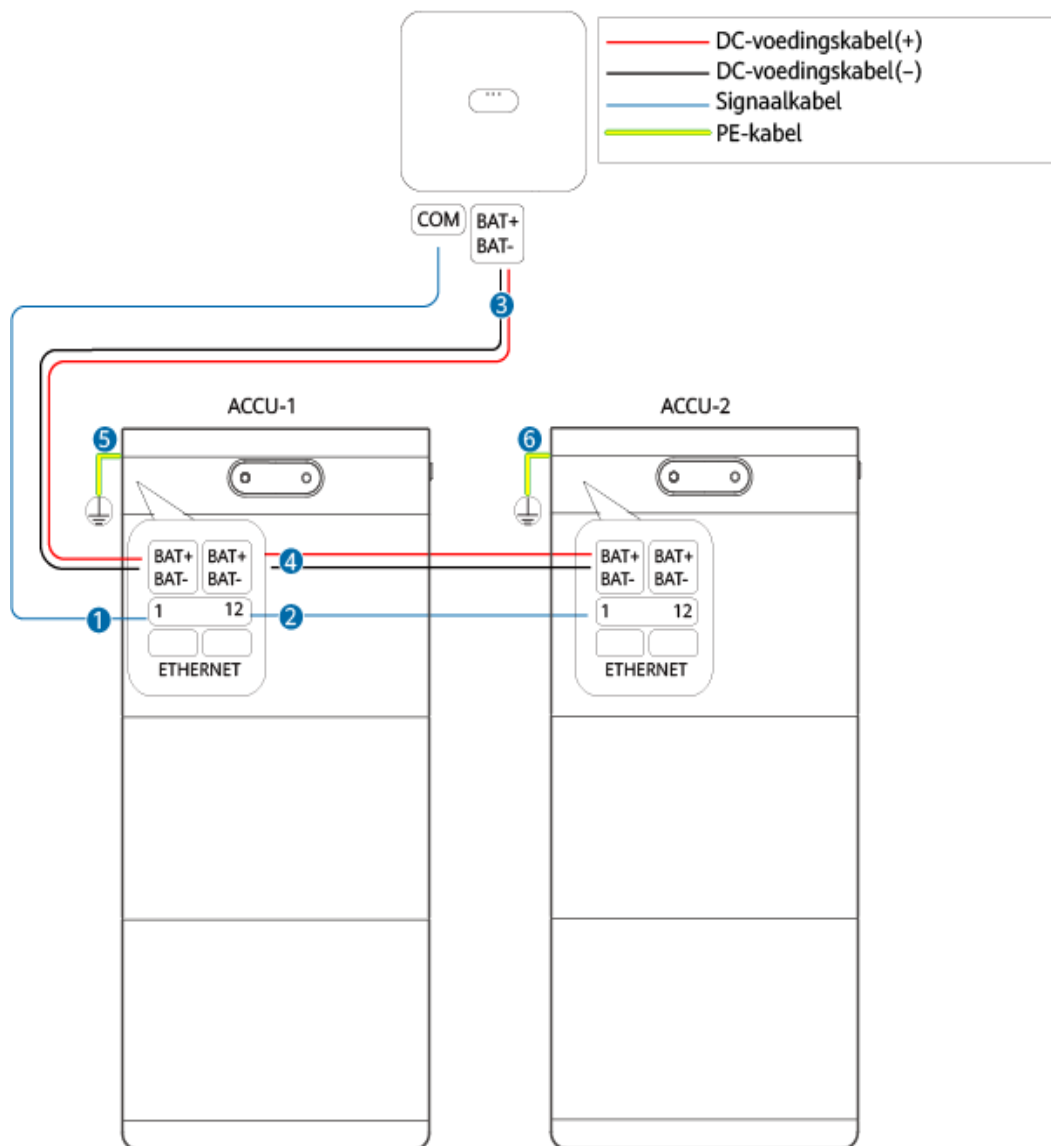 DC-voedingskabel(+)
DC-voedingskabel(−)
Signaalkabel
PE-kabel
COM
BAT+
BAT-
3
ACCU-1
ACCU-2
5
6
BAT+ BAT+
BAT- BAT-
4
BAT+ BAT+
BAT- BAT-
1
1 12
2
1 12
ETHERNET
ETHERNET